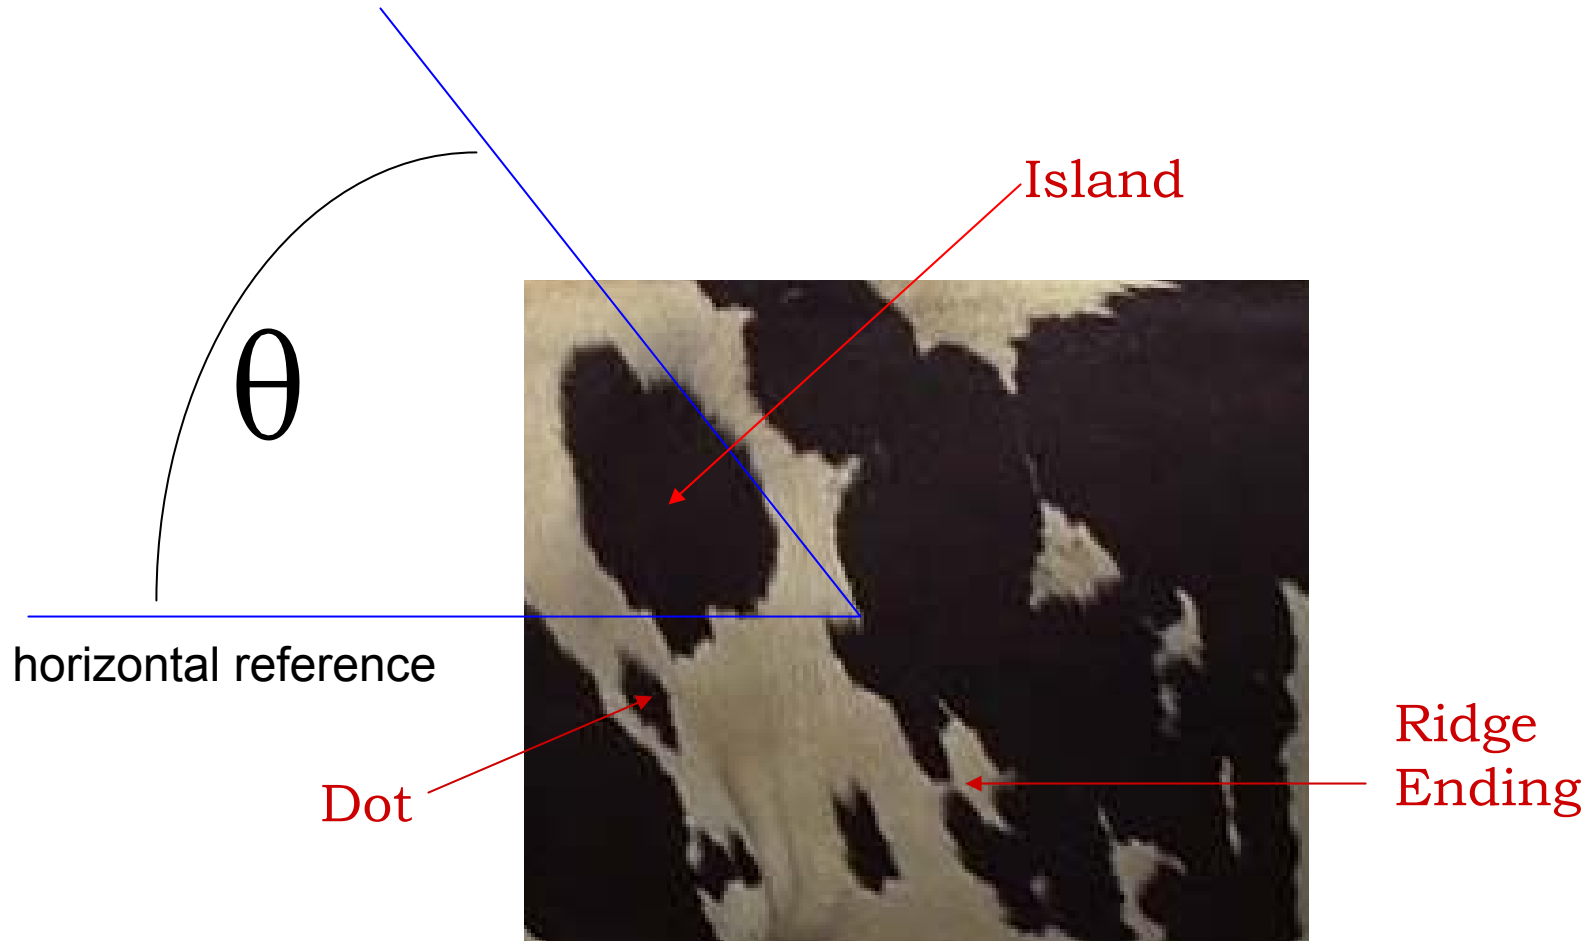 Island
θ
horizontal reference
Ridge
Ending
Dot